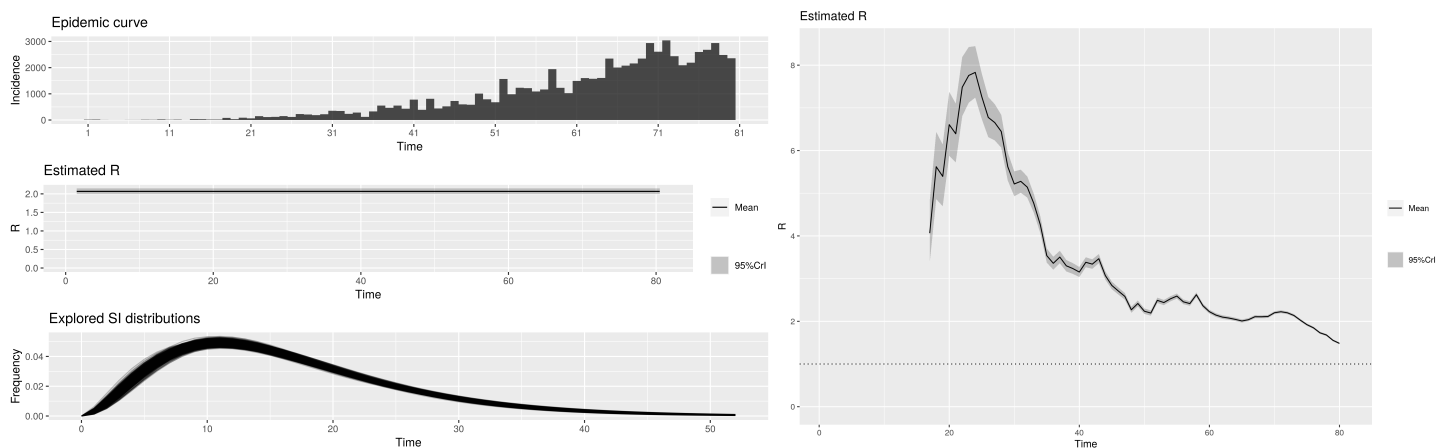 Epidemic curve
3000
2000
1000
0
Incidence
1 11 21 31 41 51 61 71 81
Time
Estimated R
2.0
1.5
1.0
0.5
0.0
R
0 20 40 60 80
Time
Mean
95%CrI
Explored SI distributions
0.04
0.02
0.00
Frequency
0 10 20 30 40 50
Time
Estimated R
8
6
4
2
0
R
0 20 40 60 80
Time
Mean
95%CrI